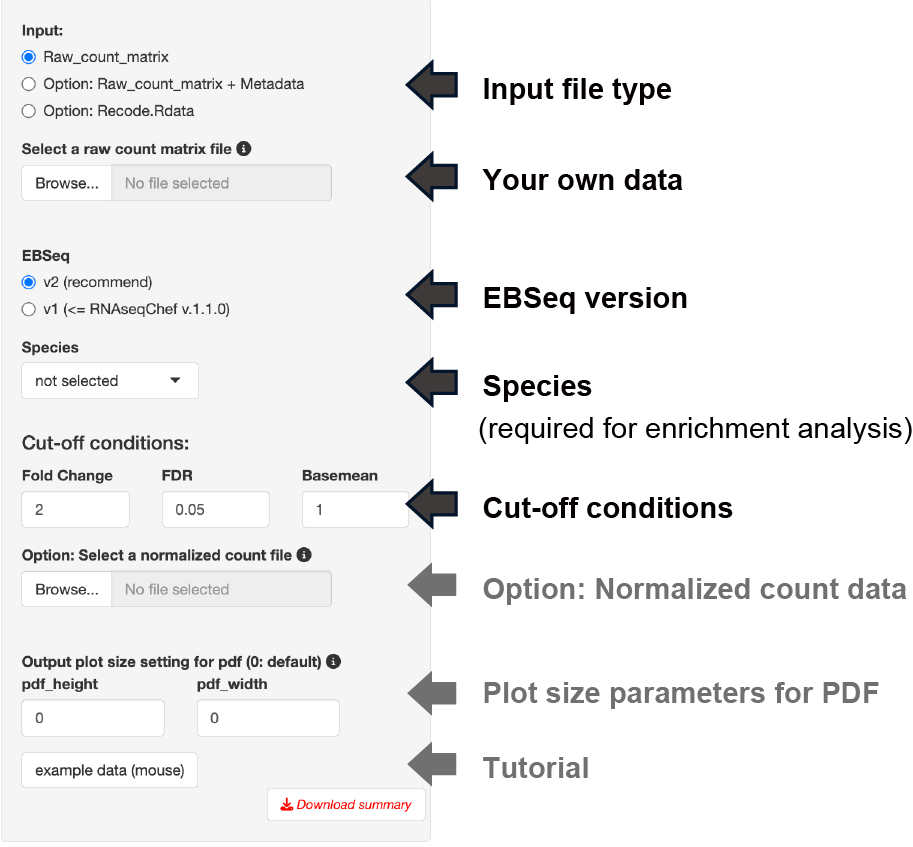 Input:
Raw_count_matrix
Option: Raw_count_matrix + Metadata
Option: Recode.Rdata
Input file type
Select a raw count matrix file
Browse... No file selected
Your own data
EBSeq
v2 (recommend)
v1 (<= RNAseqChef v.1.1.0)
EBSeq version
Species
not selected
Species
(required for enrichment analysis)
Cut-off conditions:
Fold Change FDR Basemean
2 0.05 1
Cut-off conditions
Option: Select a normalized count file
Browse... No file selected
Option: Normalized count data
Output plot size setting for pdf (0: default)
pdf_height pdf_width
0 0
Plot size parameters for PDF
example data (mouse)
Tutorial
Download summary